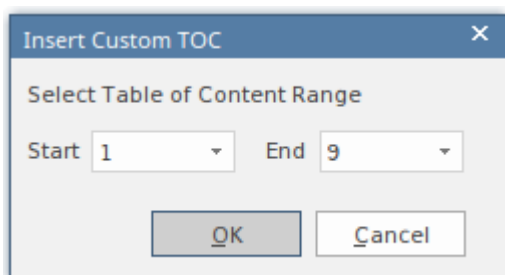 Insert Custom TOC
Select Table of Content Range
Start 1 End 9
OK Cancel